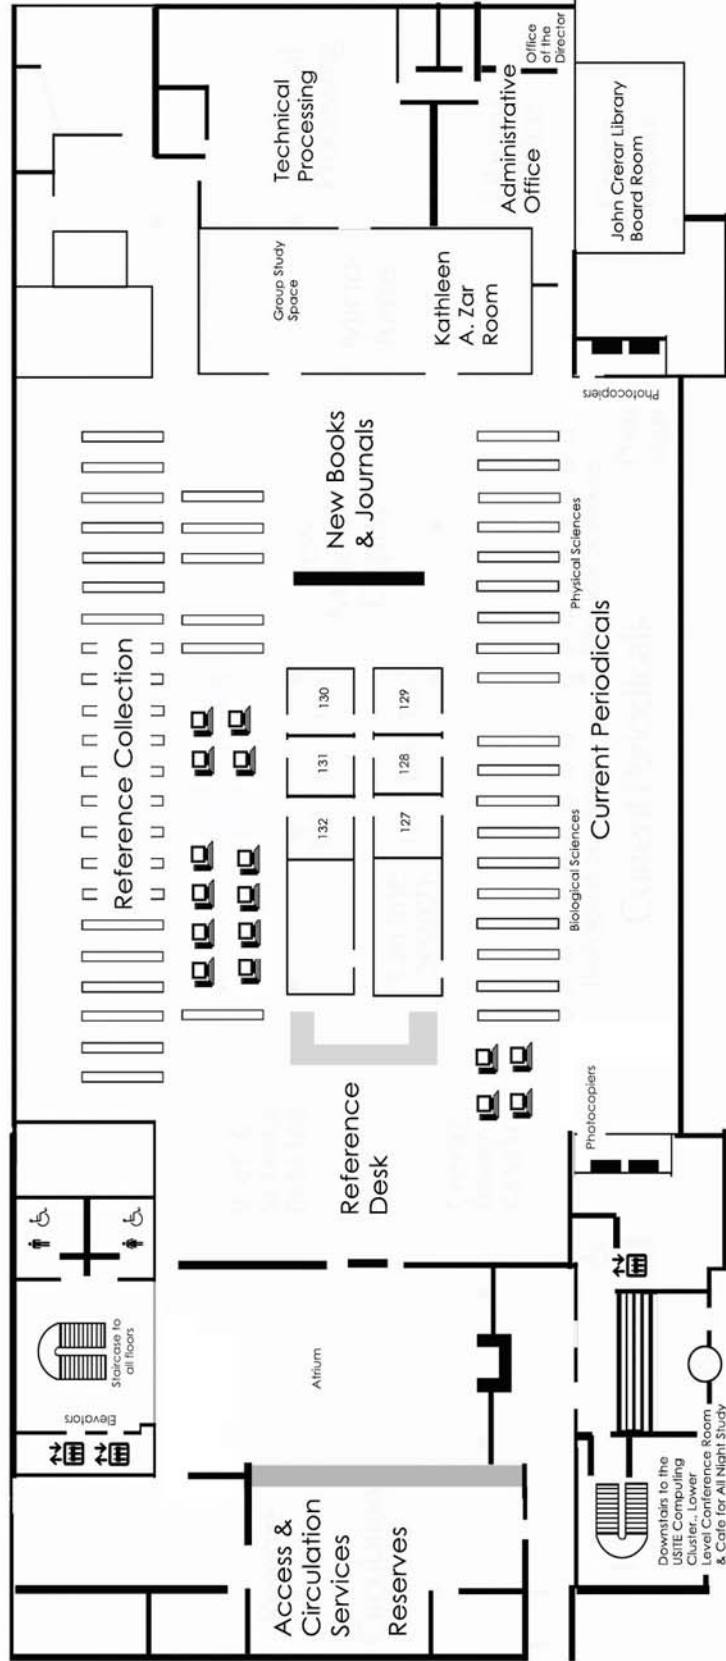 Office
of the
Director
Technical
Processing
Administrative
Office
John Crerar Library
Board Room
Group Study
Space
Kathleen
A. Zar
Room
Photocopiers
New Books
& Journals
Physical Sciences
Reference Collection
Current Periodicals
130
129
131
128
132
127
Biological Sciences
Reference
Desk
Photocopiers
Staircase to
all floors
Elevators
Atrium
Access &
Circulation
Services
Reserves
Downstairs to the
USITE Computing
Cluster., Lower
Level Conference Room
& Cafe for All Night Study